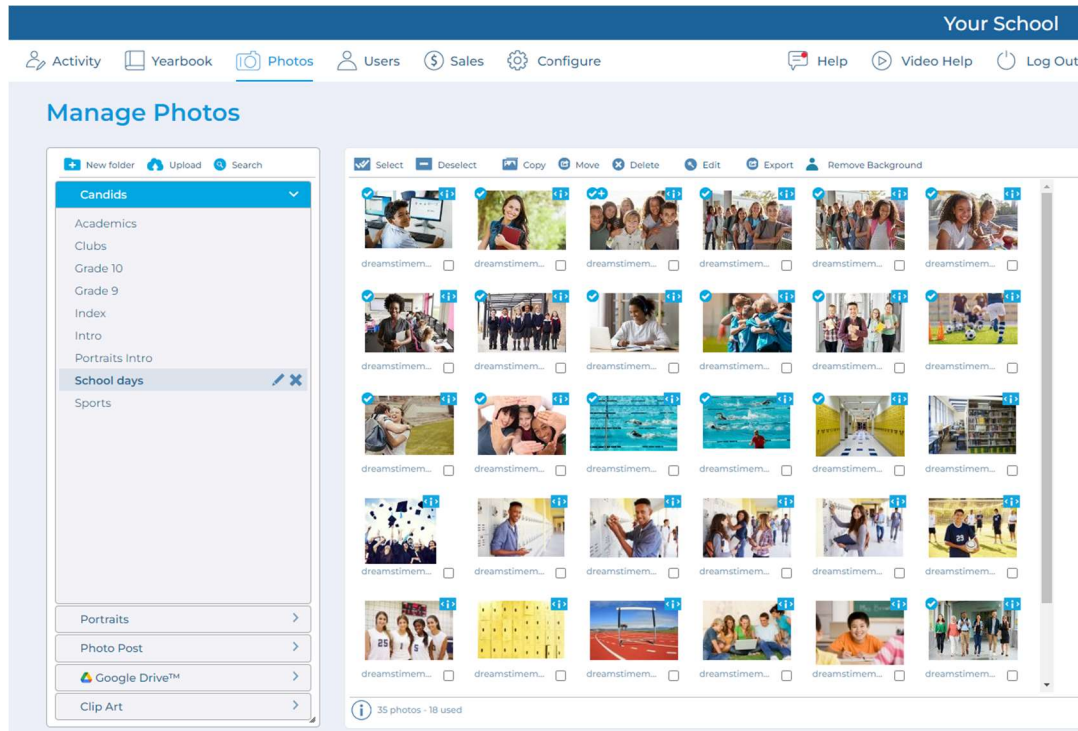 Your School
Activity Yearbook Photos Users Sales Configure Help Video Help Log Out
Manage Photos
New folder Upload Search
Select Deselect Copy Move Delete Edit Export Remove Background
Candids
Academics
Clubs
Grade 10
Grade 9
Index
Intro
Portraits Intro
School days
Sports
Portraits
Photo Post
Google Drive™
Clip Art
dreamstimem... dreamstimem... dreamstimem... dreamstimem... dreamstimem... dreamstimem...
dreamstimem... dreamstimem... dreamstimem... dreamstimem... dreamstimem... dreamstimem...
dreamstimem... dreamstimem... dreamstimem... dreamstimem... dreamstimem... dreamstimem...
dreamstimem... dreamstimem... dreamstimem... dreamstimem... dreamstimem... dreamstimem...
dreamstimem... dreamstimem... dreamstimem... dreamstimem... dreamstimem... dreamstimem...
35 photos - 18 used